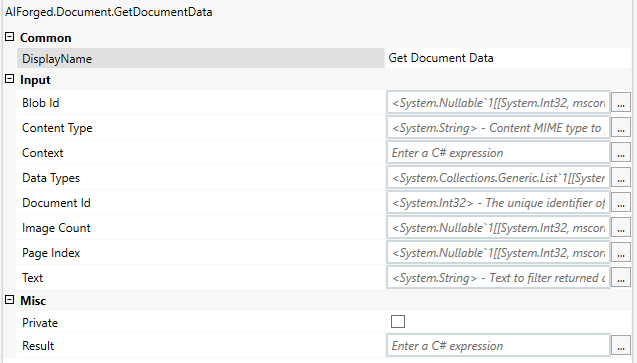 AIForged.Document.GetDocumentData
Common
DisplayName Get Document Data
Input
Blob Id <System.Nullable`1[[System.Int32, mscor ...
Content Type <System.String> - Content MIME type to ...
Context Enter a C# expression ...
Data Types <System.Collections.Generic.List`1[[System ...
Document Id <System.Int32> - The unique identifier of ...
Image Count <System.Nullable`1[[System.Int32, mscor ...
Page Index <System.Nullable`1[[System.Int32, mscor ...
Text <System.String> - Text to filter returned ...
Misc
Private
Result Enter a C# expression ...